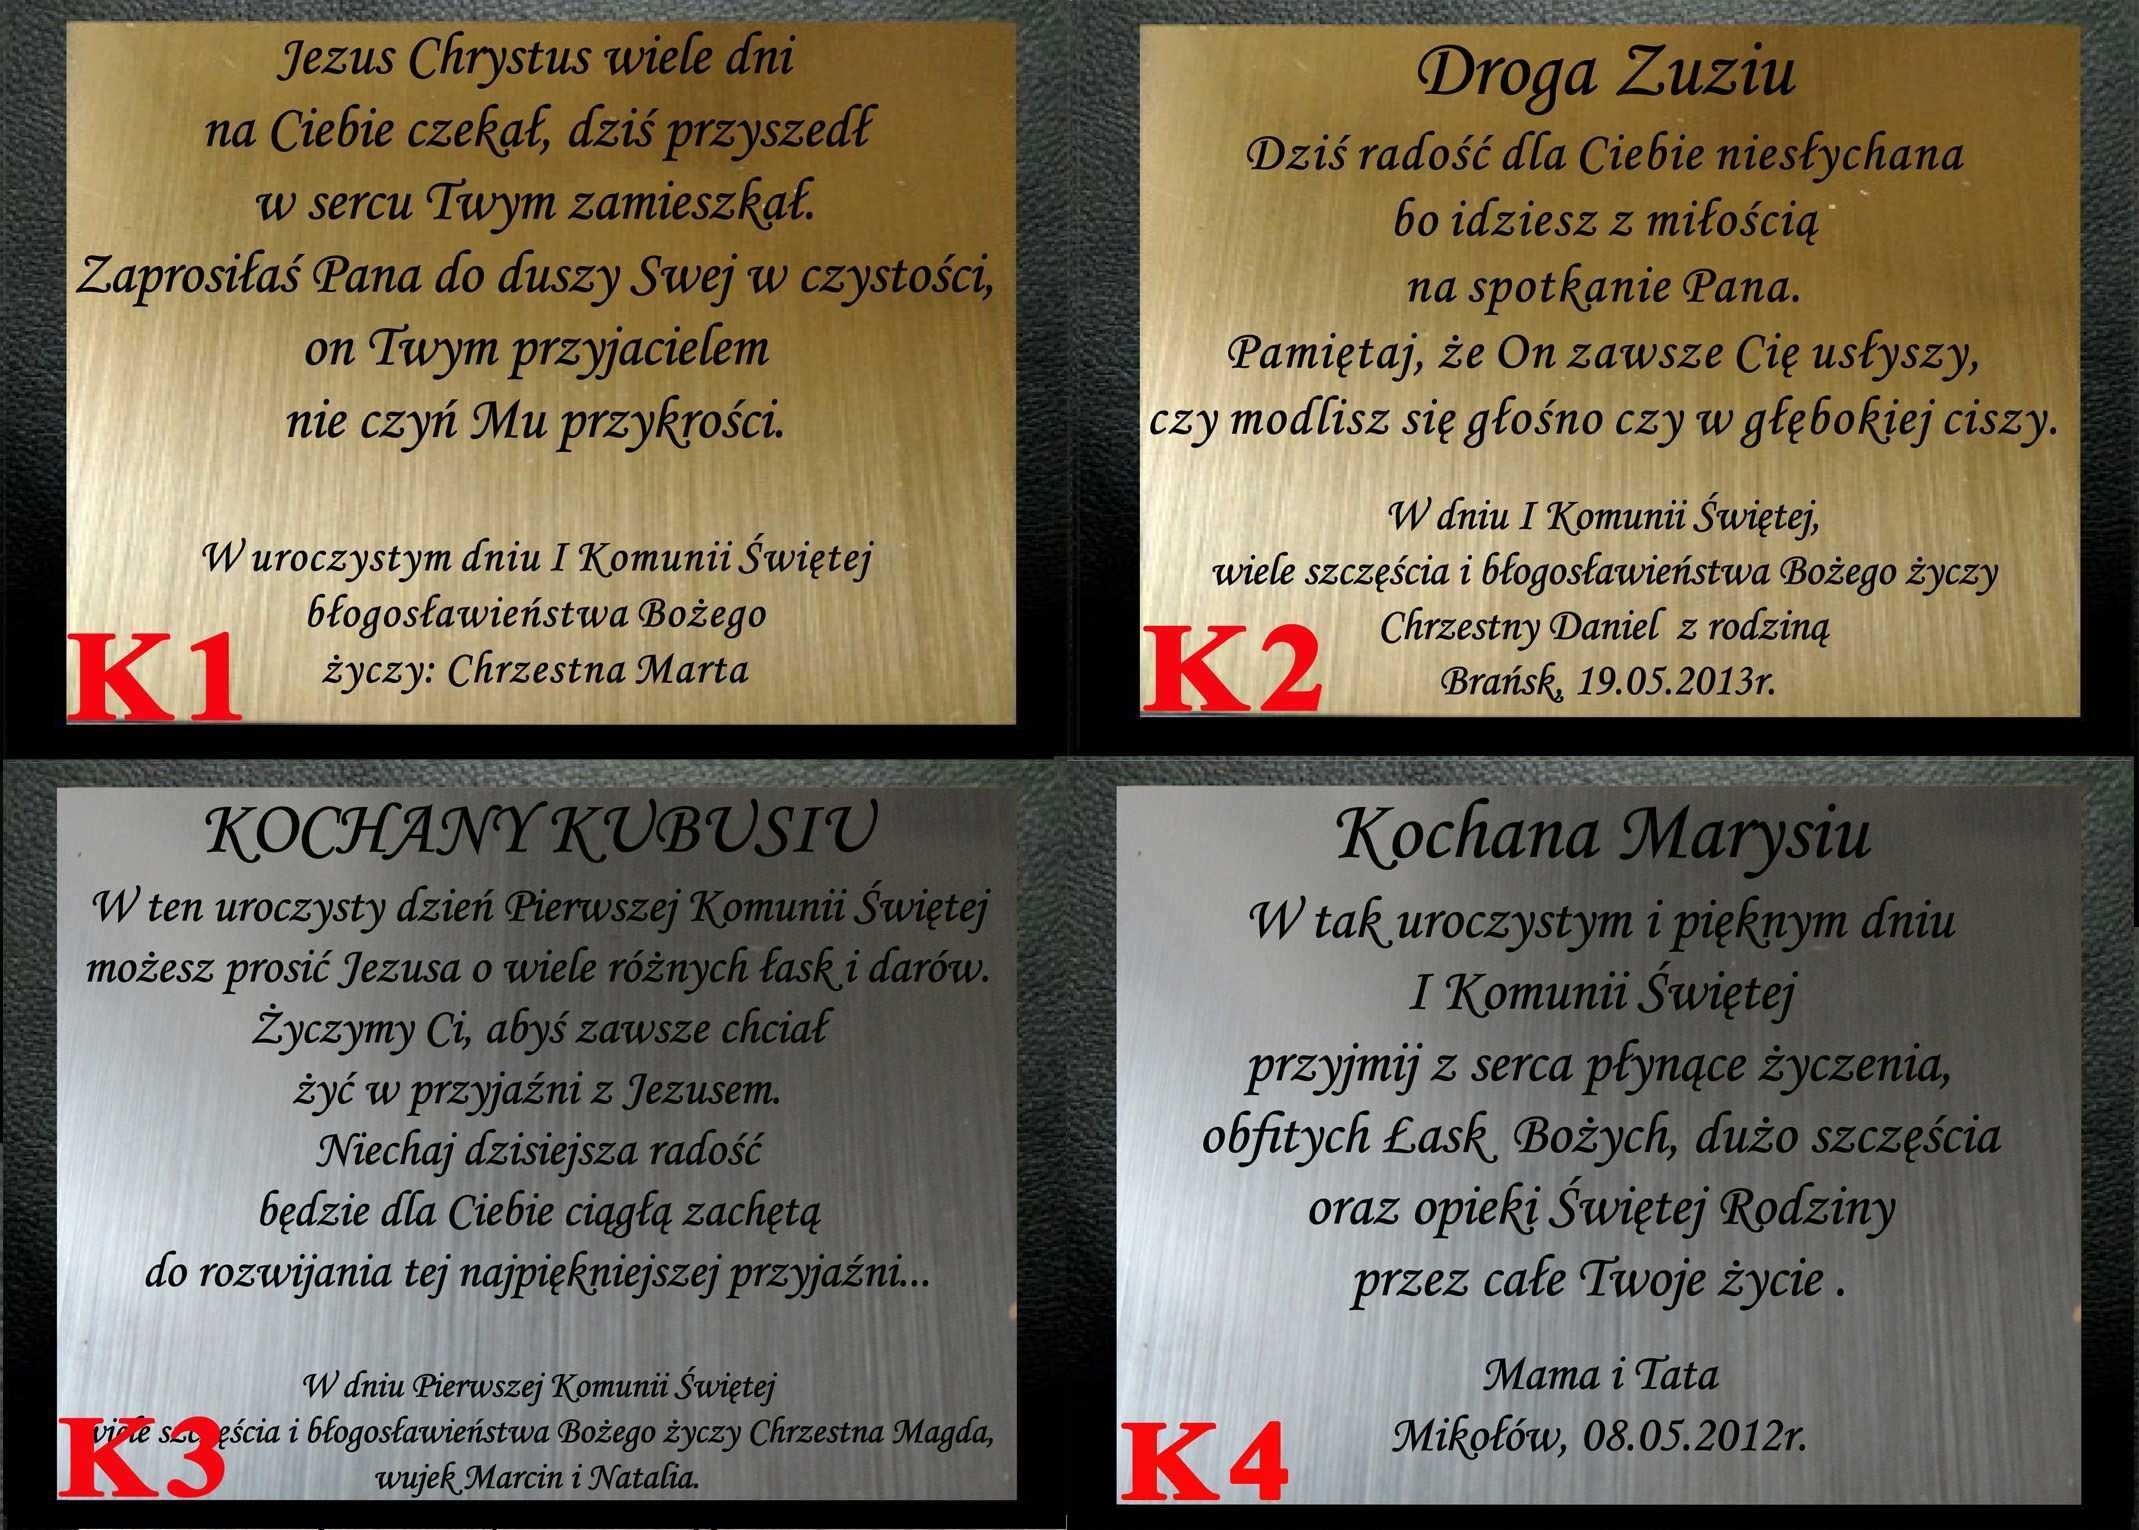 Jezus Chrystus wiele dni
na Ciebie czekał, dziś przyszedł
w sercu Twym zamieszkał.
Zaprosiłaś Pana do duszy Swej w czystości,
on Twym przyjacielem
nie czyń Mu przykrości.
W uroczystym dniu I Komunii Świętej
błogosławieństwa Bożego
życzy: Chrzestna Marta
K1
Droga Zuziu
Dziś radość dla Ciebie niesłychana
bo idziesz z miłością
na spotkanie Pana.
Pamiętaj, że On zawsze Cię usłyszy,
czy modlisz się głośno czy w głębokiej ciszy.
W dniu I Komunii Świętej,
wiele szczęścia i błogosławieństwa Bożego życzy
Chrzestny Daniel z rodziną
Brańsk, 19.05.2013r.
K2
KOCHANY KUBUSIU
W ten uroczysty dzień Pierwszej Komunii Świętej
możesz prosić Jezusa o wiele różnych łask i darów.
Życzymy Ci, abyś zawsze chciał
żyć w przyjaźni z Jezusem.
Niechaj dzisiejsza radość
będzie dla Ciebie ciągłą zachętą
do rozwijania tej najpiękniejszej przyjaźni...
W dniu Pierwszej Komunii Świętej
wiele szczęścia i błogosławieństwa Bożego życzy Chrzestna Magda,
wujek Marcin i Natalia.
K3
Kochana Marysiu
W tak uroczystym i pięknym dniu
I Komunii Świętej
przyjmij z serca płynące życzenia,
obfitych Łask Bożych, dużo szczęścia
oraz opieki Świętej Rodziny
przez całe Twoje życie .
Mama i Tata
Mikołów, 08.05.2012r.
K4